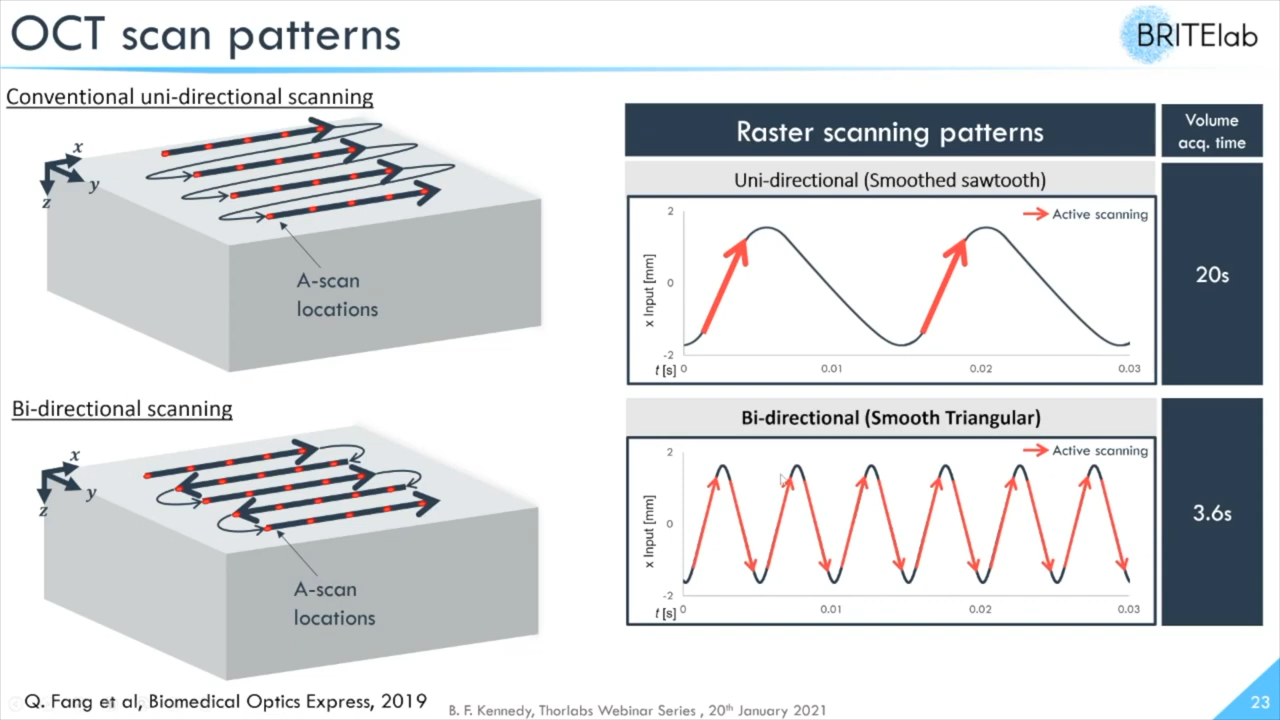 OCT scan patterns
BRITElab
Conventional uni-directional scanning
x
y
z
A-scan
locations
Bi-directional scanning
x
y
z
A-scan
locations
Raster scanning patterns
Volume
acq. time
Uni-directional (Smoothed sawtooth)
2
Active scanning
x Input [mm]
0
-2
t [s]
0
0.01
0.02
0.03
20s
Bi-directional (Smooth Triangular)
2
Active scanning
x Input [mm]
0
-2
t [s]
0
0.01
0.02
0.03
3.6s
Q. Fang et al, Biomedical Optics Express, 2019
B. F. Kennedy, Thorlabs Webinar Series , 20th January 2021
23